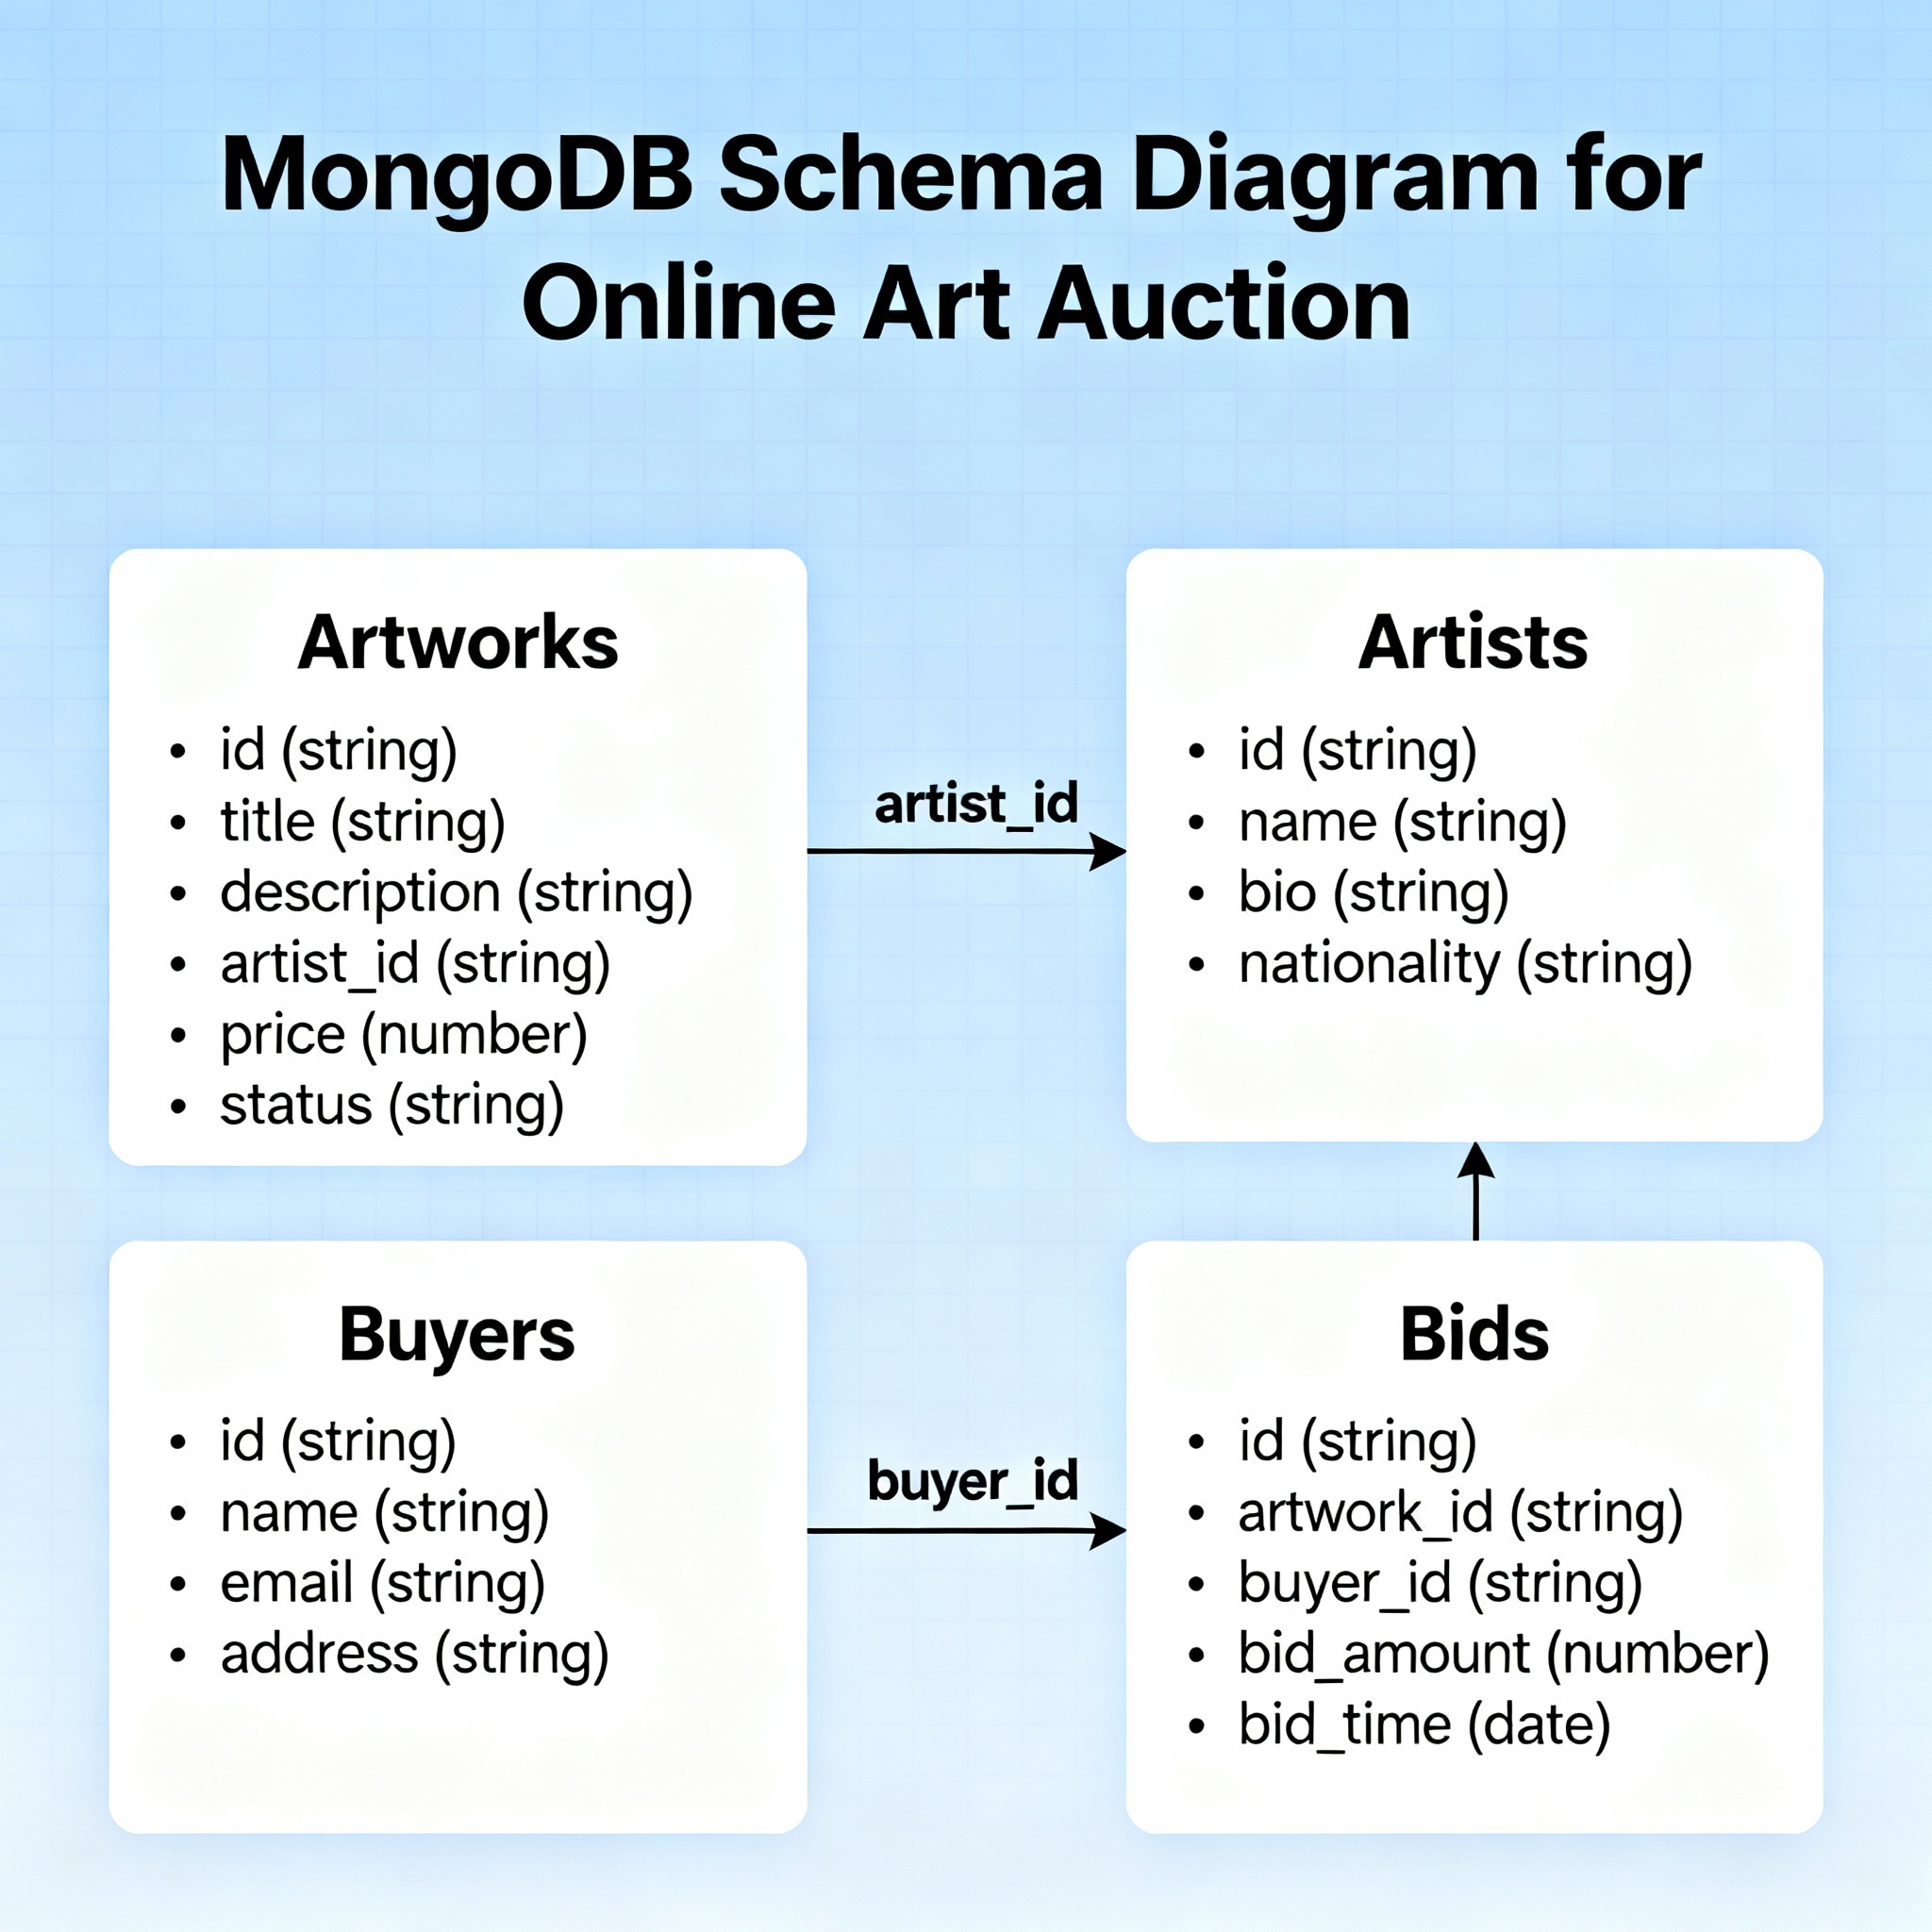 MongoDB Schema Diagram for
Online Art Auction
Artworks
• id (string)
• title (string)
• description (string)
• artist_id (string)
• price (number)
• status (string)
artist_id
Artists
• id (string)
• name (string)
• bio (string)
• nationality (string)
Buyers
• id (string)
• name (string)
• email (string)
• address (string)
buyer_id
Bids
• id (string)
• artwork_id (string)
• buyer_id (string)
• bid_amount (number)
• bid_time (date)